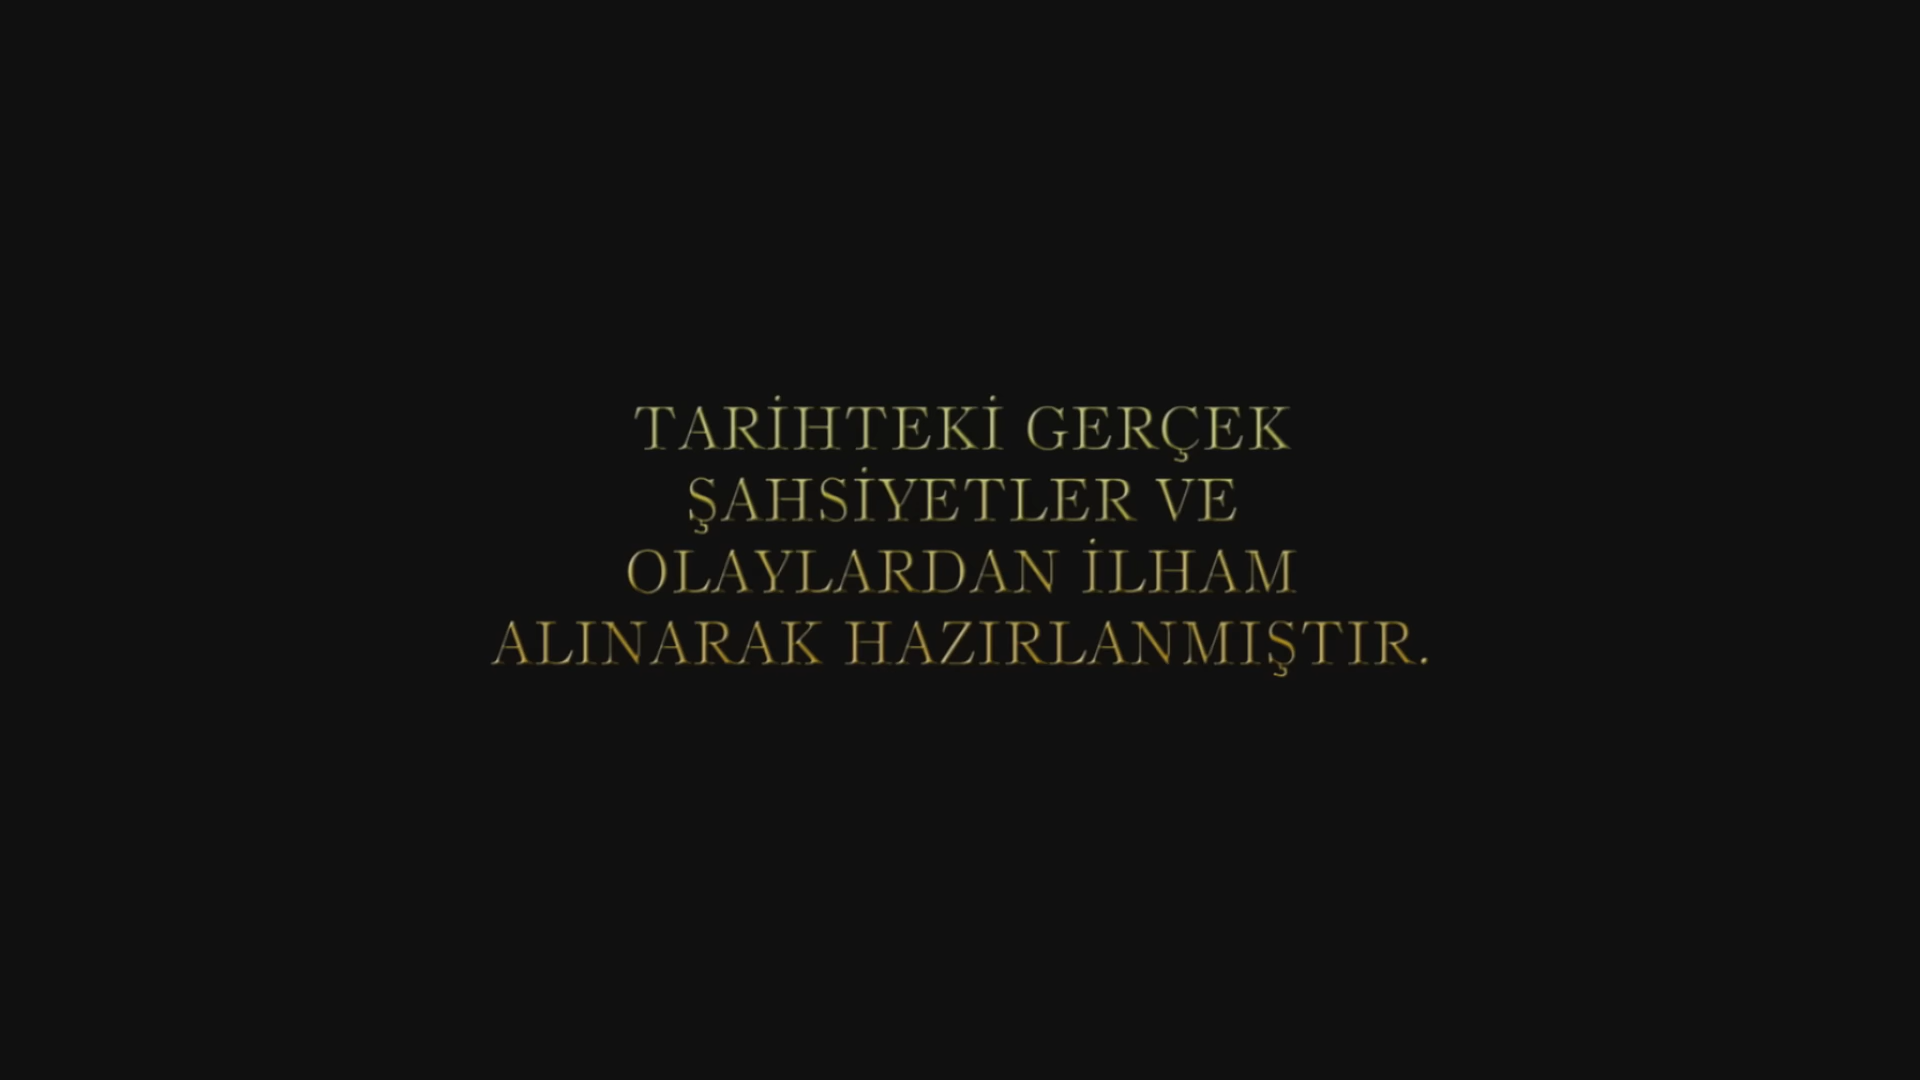 TARİHTEKİ GERÇEK
ŞAHSİYETLER VE
OLAYLARDAN İLHAM
ALINARAK HAZIRLANMIŞTIR.